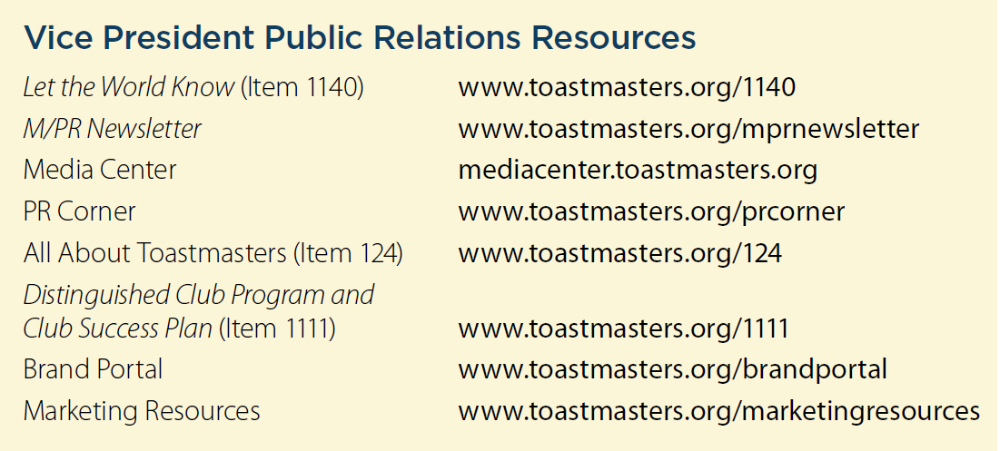 Vice President Public Relations Resources
Let the World Know (Item 1140) www.toastmasters.org/1140
M/PR Newsletter www.toastmasters.org/mprnewsletter
Media Center mediacenter.toastmasters.org
PR Corner www.toastmasters.org/prcorner
All About Toastmasters (Item 124) www.toastmasters.org/124
Distinguished Club Program and
Club Success Plan (Item 1111) www.toastmasters.org/1111
Brand Portal www.toastmasters.org/brandportal
Marketing Resources www.toastmasters.org/marketingresources